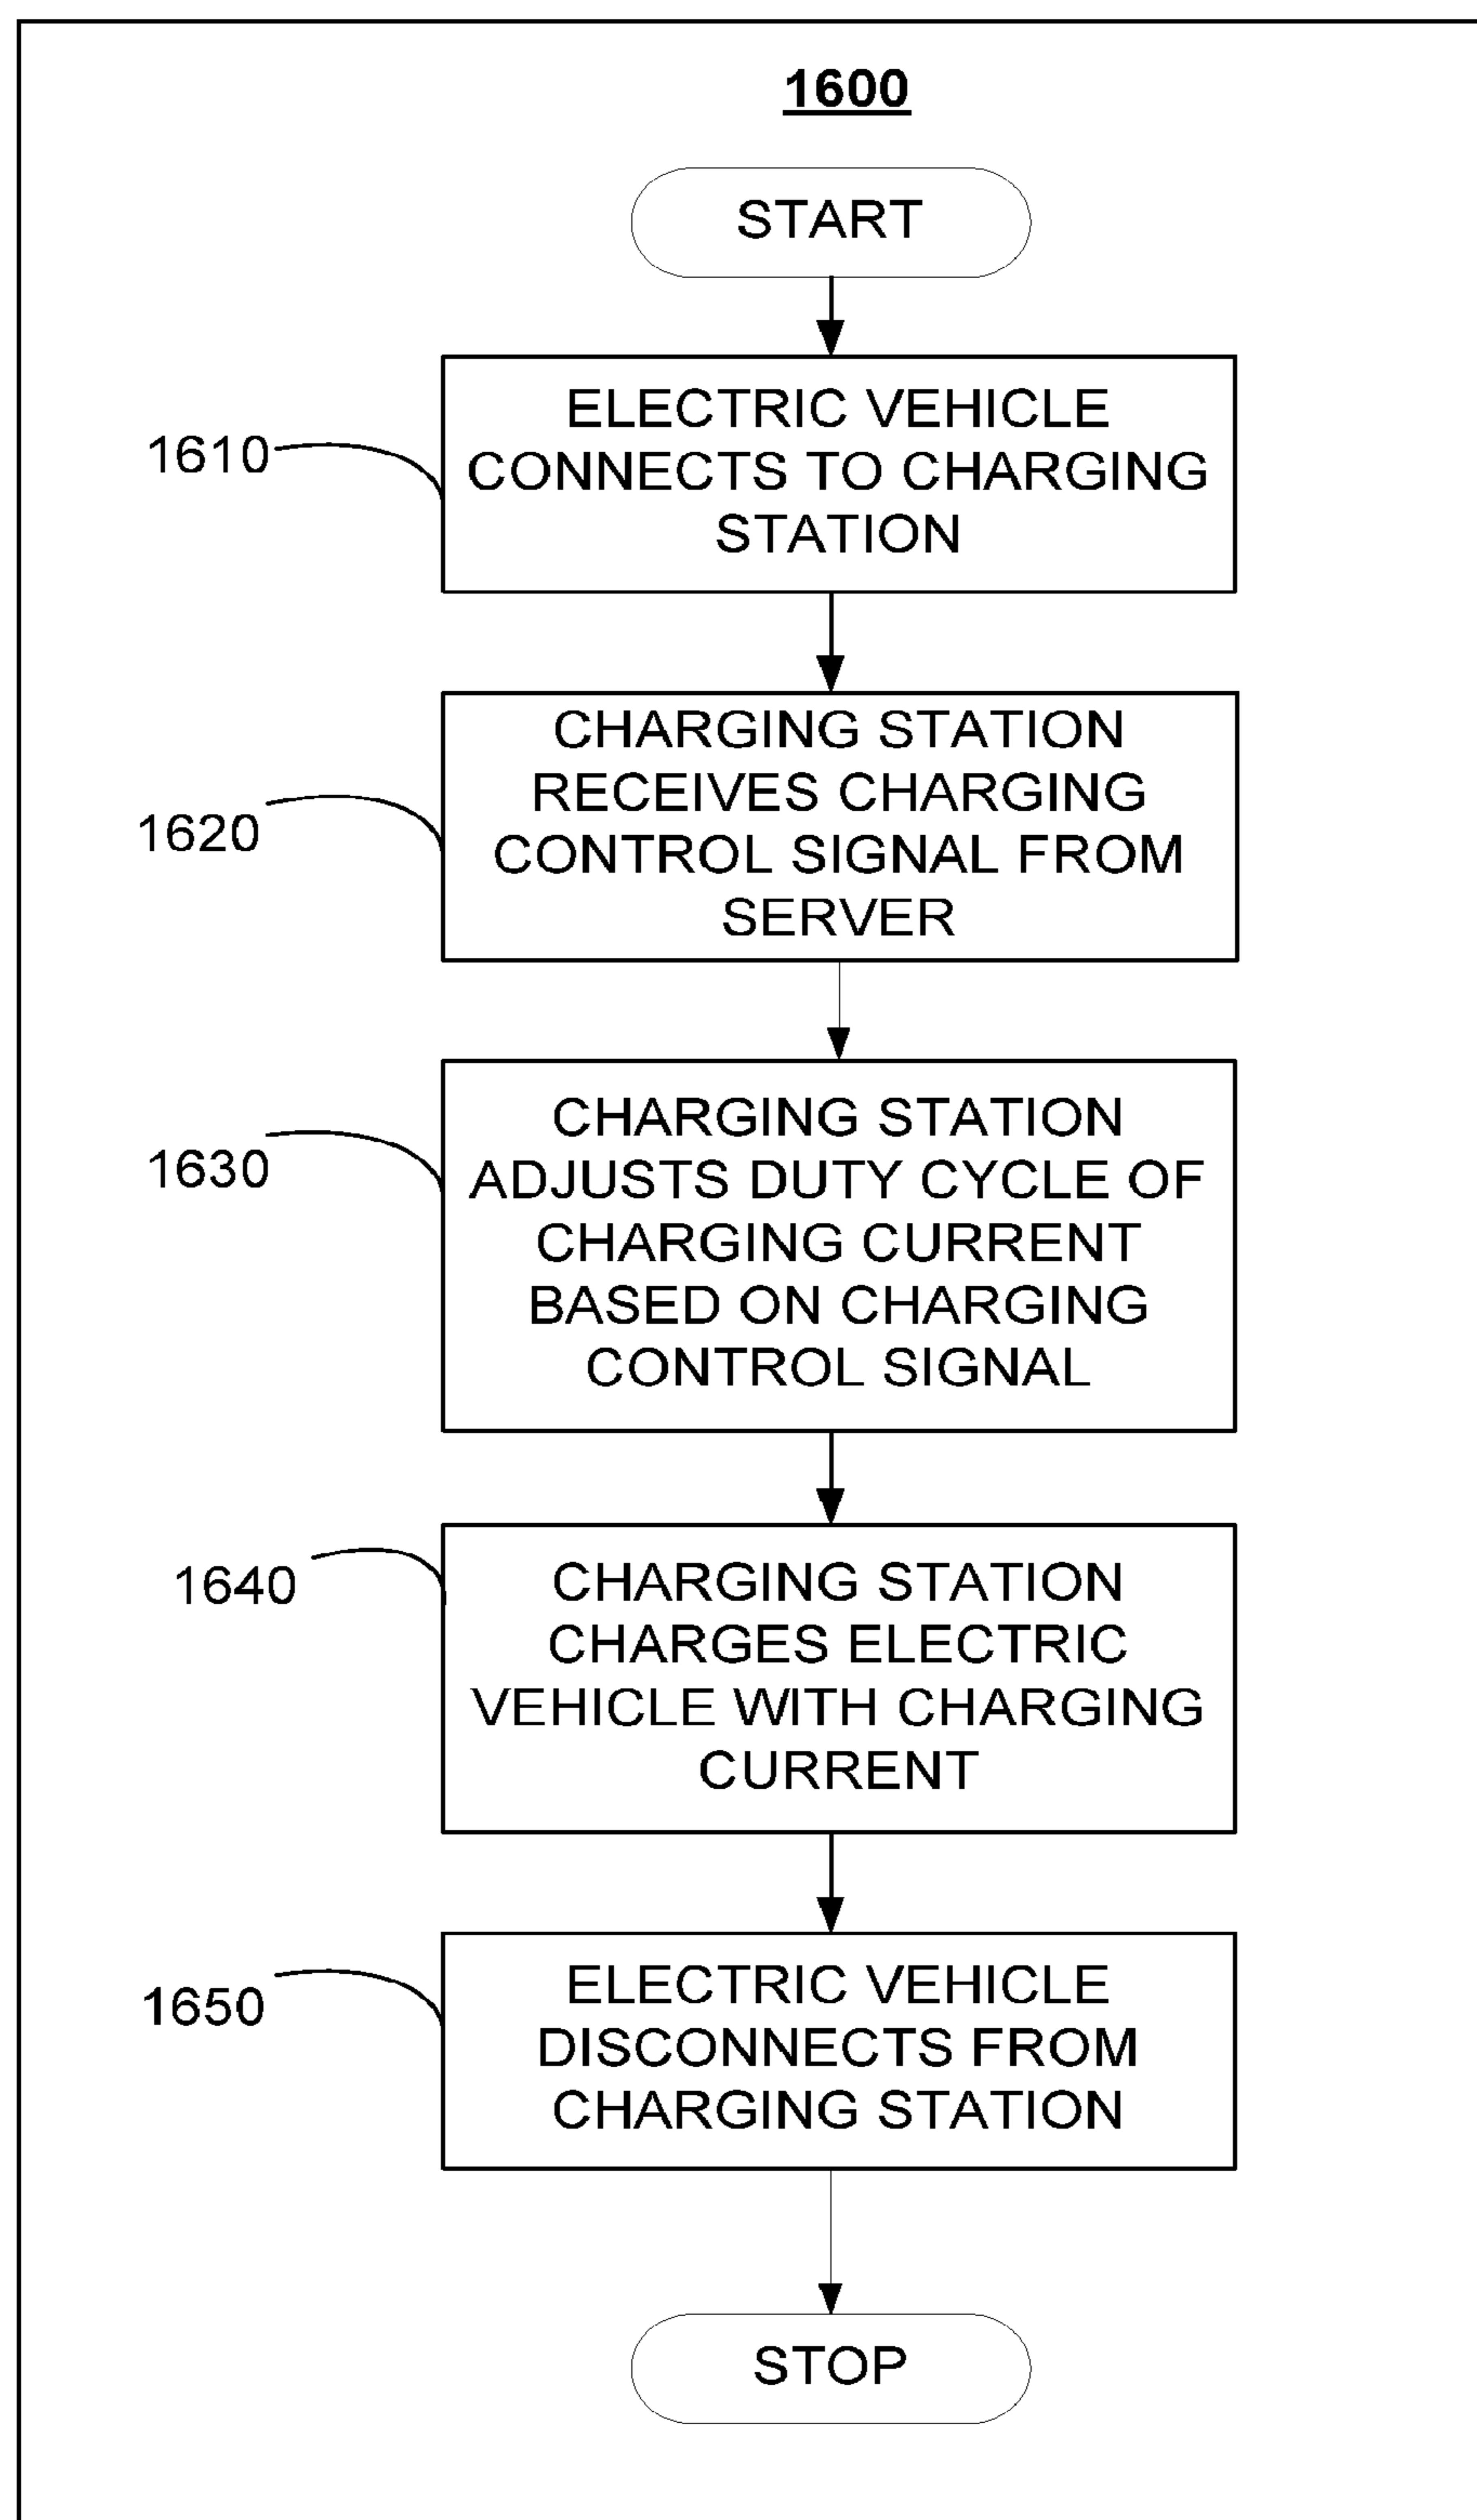 1600
START
1610
ELECTRIC VEHICLE
CONNECTS TO CHARGING
STATION
1620
CHARGING STATION
RECEIVES CHARGING
CONTROL SIGNAL FROM
SERVER
1630
CHARGING STATION
ADJUSTS DUTY CYCLE OF
CHARGING CURRENT
BASED ON CHARGING
CONTROL SIGNAL
1640
CHARGING STATION
CHARGES ELECTRIC
VEHICLE WITH CHARGING
CURRENT
1650
ELECTRIC VEHICLE
DISCONNECTS FROM
CHARGING STATION
STOP